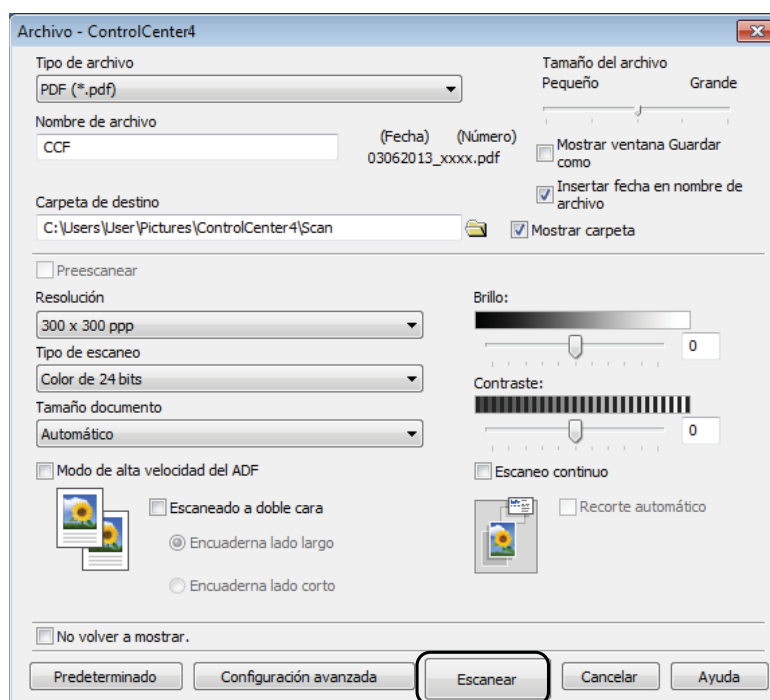 Archivo - ControlCenter4
Tipo de archivo
PDF (*.pdf)
Tamaño del archivo
Pequeño
Grande
Nombre de archivo
CCF
(Fecha)
(Número)
03062013_xxxx.pdf
Mostrar ventana Guardar
como
Insertar fecha en nombre de
archivo
Carpeta de destino
C:\Users\User\Pictures\ControlCenter4\Scan
Mostrar carpeta
Preescanear
Resolución
300 x 300 ppp
Tipo de escaneo
Color de 24 bits
Tamaño documento
Automático
Brillo:
0
Contraste:
0
Modo de alta velocidad del ADF
Escaneado a doble cara
Encuaderna lado largo
Encuaderna lado corto
Escaneo continuo
Recorte automático
No volver a mostrar.
Predeterminado
Configuración avanzada
Escanear
Cancelar
Ayuda